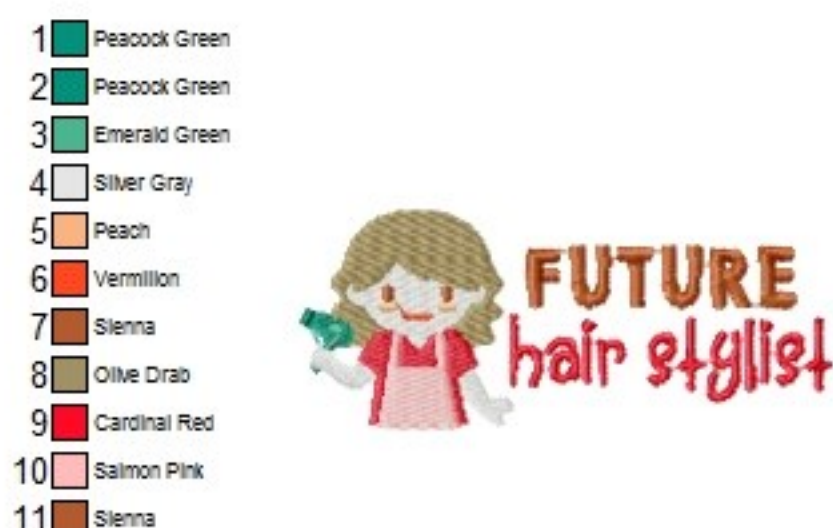 1 Peacock Green
2 Peacock Green
3 Emerald Green
4 Silver Gray
5 Peach
6 Vermilion
7 Sienna
8 Olive Drab
9 Cardinal Red
10 Salmon Pink
11 Sienna
FUTURE
hair stylist